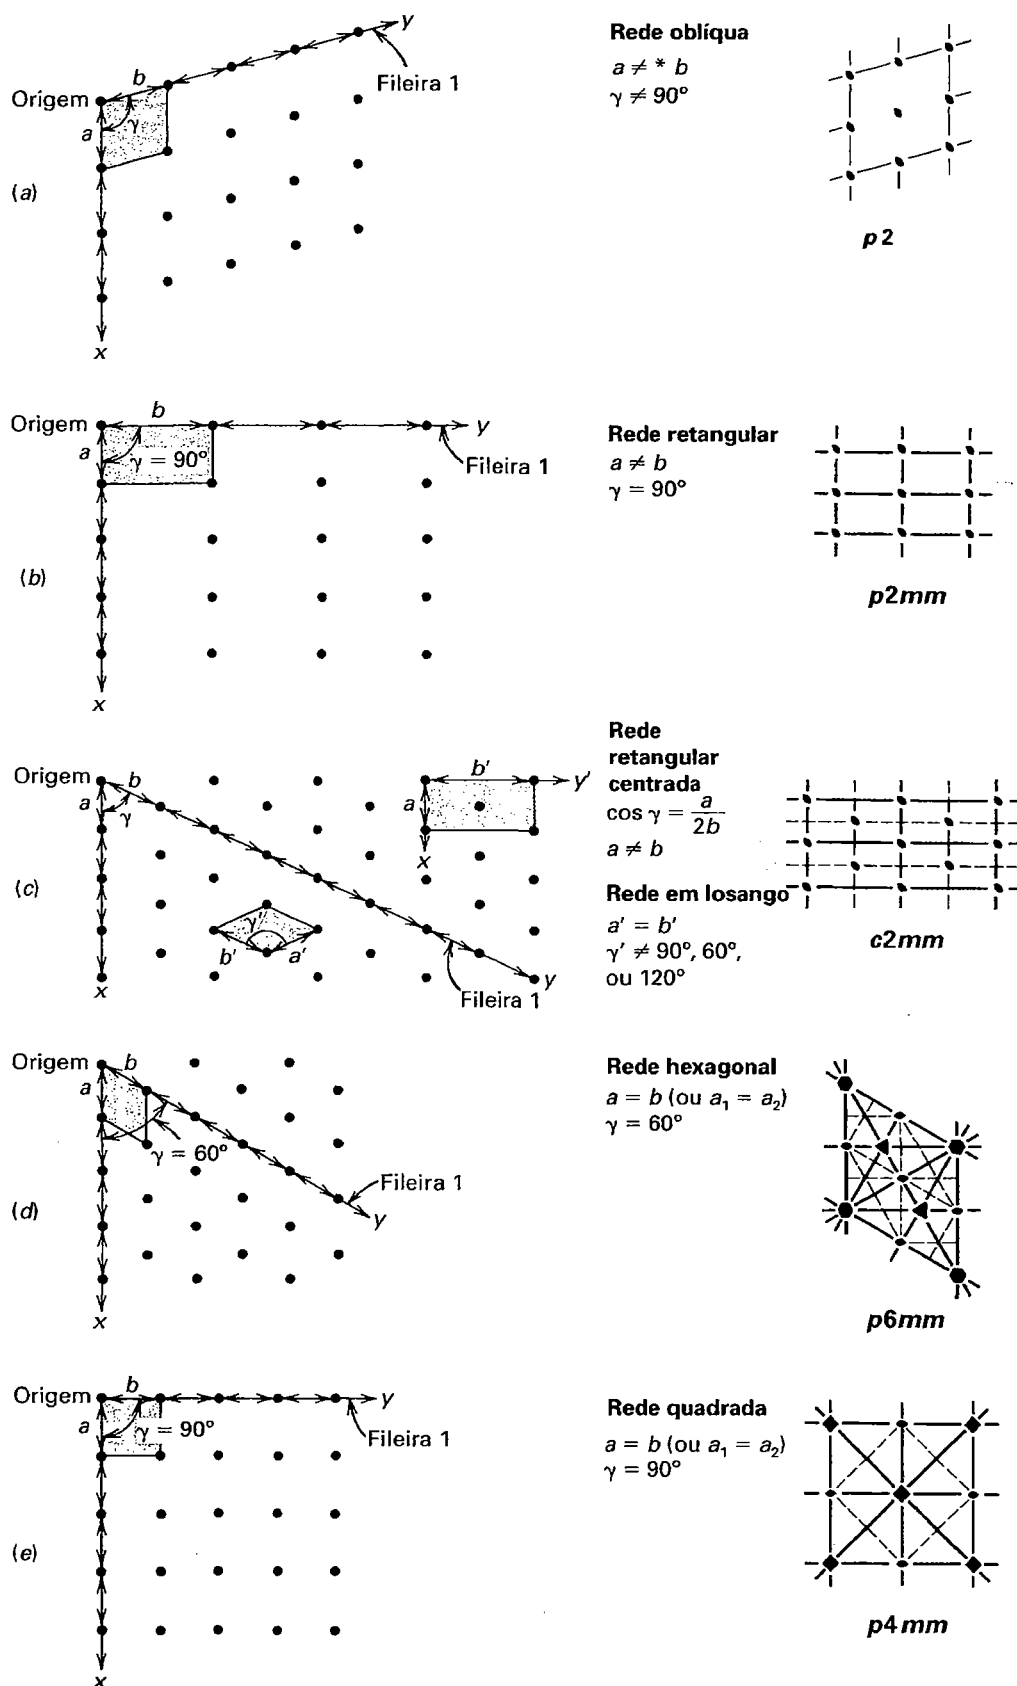 y
b
Fileira 1
Origem
a
γ
(a)
x
Rede oblíqua
a ≠ * b
γ ≠ 90°
p2
Origem
b
y
a
γ = 90°
Fileira 1
(b)
x
Rede retangular
a ≠ b
γ = 90°
p2mm
Origem
b
a
γ
b'
y'
a
x
(c)
γ'
b'
a'
x
y
Fileira 1
Rede
retangular
centrada
cos γ = a/2b
a ≠ b
Rede em losango
a' = b'
γ' ≠ 90°, 60°,
ou 120°
c2mm
Origem
b
a
γ = 60°
Fileira 1
y
(d)
x
Rede hexagonal
a = b (ou a₁ = a₂)
γ = 60°
p6mm
Origem
b
y
a
γ = 90°
Fileira 1
(e)
x
Rede quadrada
a = b (ou a₁ = a₂)
γ = 90°
p4mm